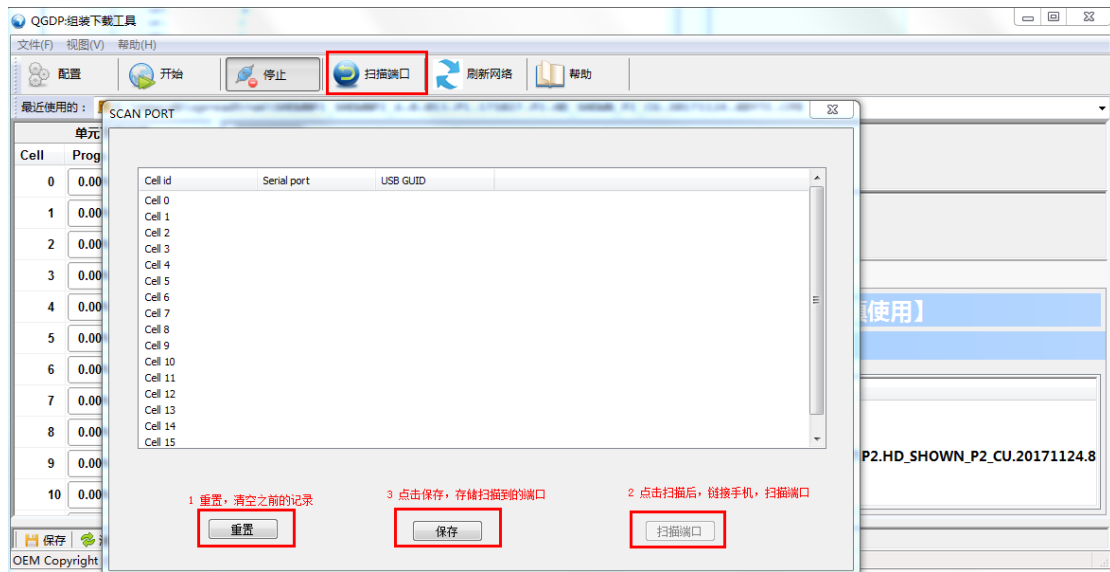 QGDP:组装下载工具
文件(F) 视图(V) 帮助(H)
配置 开始 停止 扫描端口 刷新网络 帮助
最近使用的：
SCAN PORT
单元
Cell Prog
0 0.00
1 0.00
2 0.00
3 0.00
4 0.00
5 0.00
6 0.00
7 0.00
8 0.00
9 0.00
10 0.00
Cell id Serial port USB GUID
Cell 0
Cell 1
Cell 2
Cell 3
Cell 4
Cell 5
Cell 6
Cell 7
Cell 8
Cell 9
Cell 10
Cell 11
Cell 12
Cell 13
Cell 14
Cell 15
使用】
P2.HD_SHOWN_P2_CU.20171124.8
1 重置，清空之前的记录
3 点击保存，存储扫描到的端口
2 点击扫描后，链接手机，扫描端口
重置 保存 扫描端口
保存
OEM Copyright